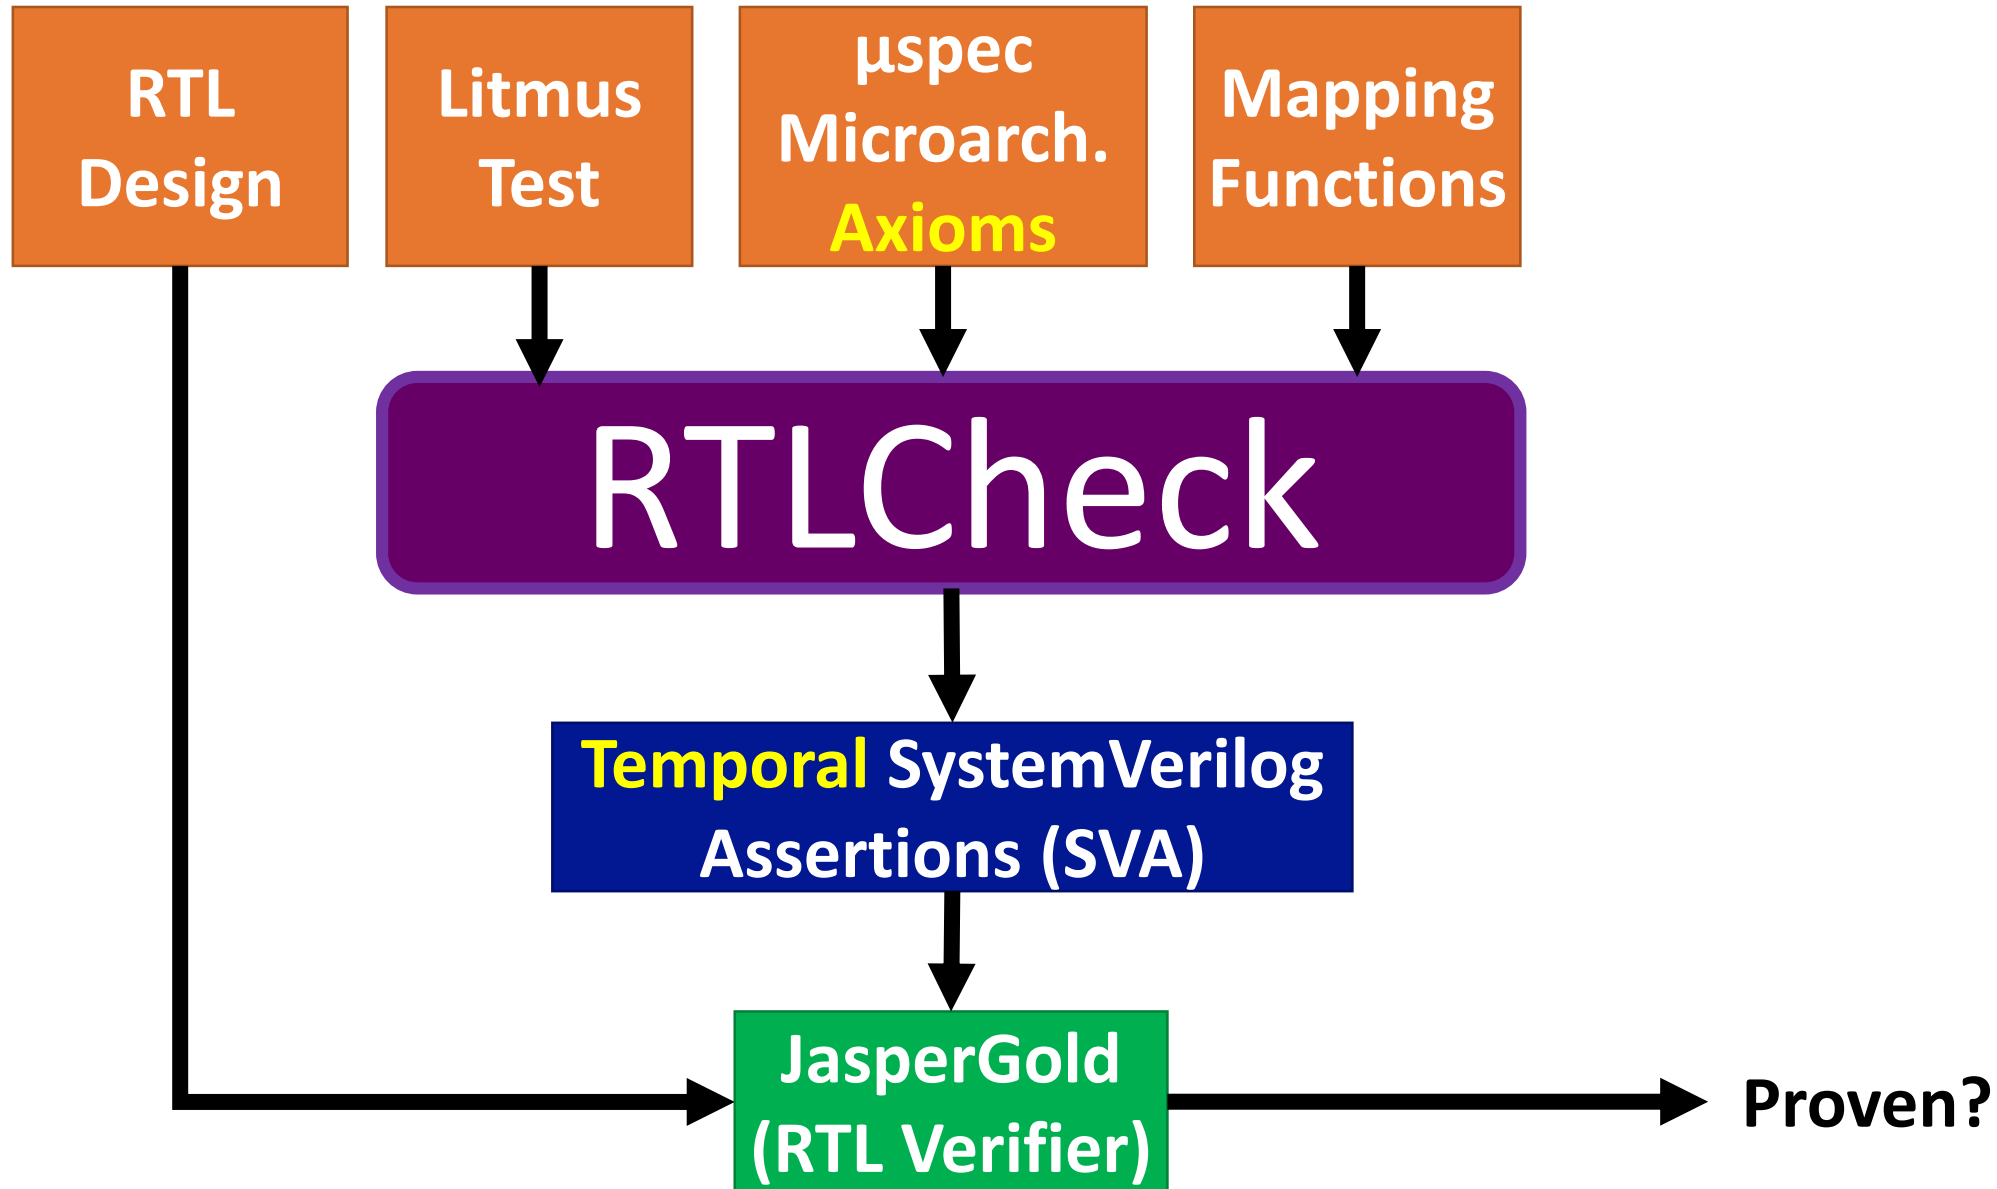 RTL
Design
Litmus
Test
µspec
Microarch.
Axioms
Mapping
Functions
RTLCheck
Temporal SystemVerilog
Assertions (SVA)
JasperGold
(RTL Verifier)
Proven?